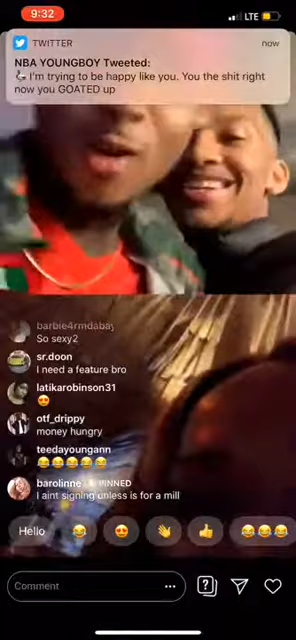 9:32
LTE
TWITTER
now
NBA YOUNGBOY Tweeted:
I'm trying to be happy like you. You the shit right
now you GOATED up
barbie4rmdabay
So sexy2
sr.doon
I need a feature bro
latikarobinson31
😍
otf_drippy
money hungry
teedayoungann
😂😂😂😂😂
barolinne PINNED
I aint signing unless is for a mill
Hello 😂 😍 👋 👍 😂😂😂
Comment ...